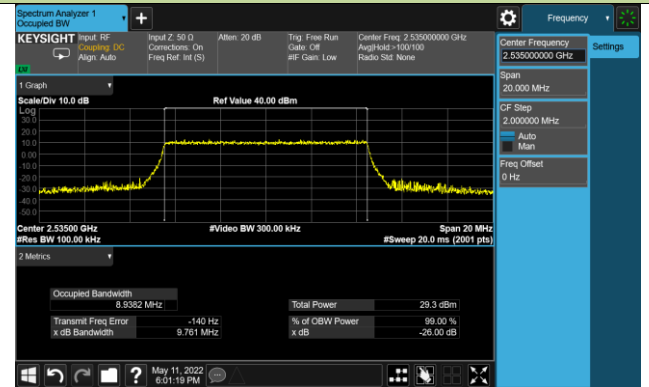 Spectrum Analyzer 1
Occupied BW
Frequency
KEYSIGHT
Input: RF
Coupling: DC
Align: Auto
Input Z: 50 Ω
Corrections: On
Freq Ref: Int (S)
Atten: 20 dB
Trig: Free Run
Gate: Off
#IF Gain: Low
Center Freq: 2.535000000 GHz
Avg|Hold:>100/100
Radio Std: None
Center Frequency
2.535000000 GHz
Settings
Span
20.000 MHz
CF Step
2.000000 MHz
Auto
Man
Freq Offset
0 Hz
1 Graph
Scale/Div 10.0 dB
Ref Value 40.00 dBm
Log
30.0
20.0
10.0
0.00
-10.0
-20.0
-30.0
-40.0
-50.0
Center 2.53500 GHz
#Video BW 300.00 kHz
Span 20 MHz
#Res BW 100.00 kHz
#Sweep 20.0 ms (2001 pts)
2 Metrics
Occupied Bandwidth
8.9382 MHz
Total Power
29.3 dBm
Transmit Freq Error
-140 Hz
% of OBW Power
99.00 %
x dB Bandwidth
9.761 MHz
x dB
-26.00 dB
May 11, 2022
6:01:19 PM